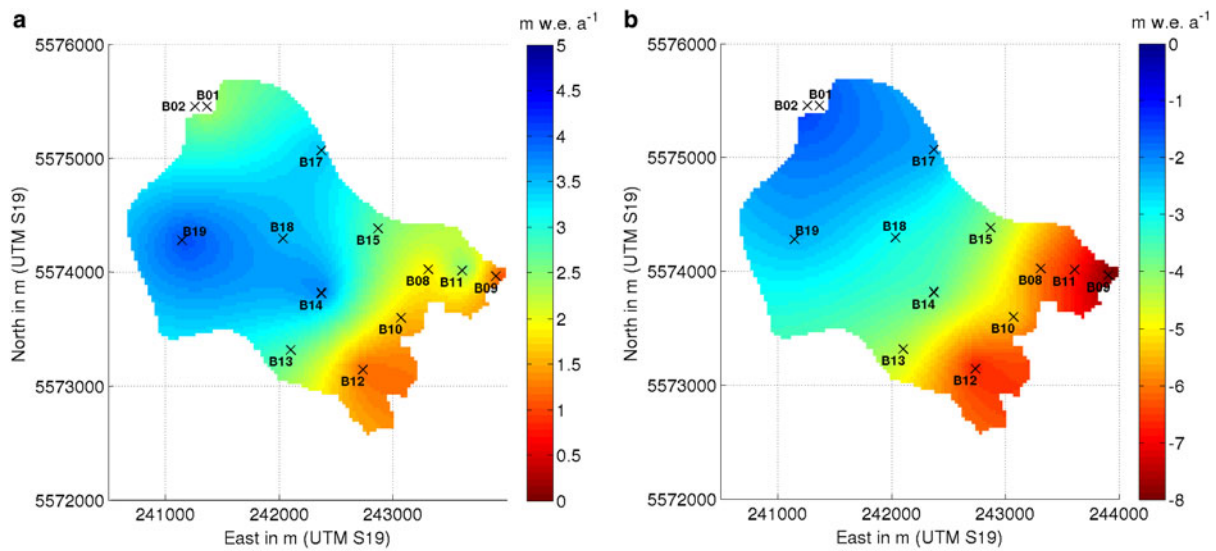 a
m w.e. a⁻¹
5576000
5575000
5574000
5573000
5572000
North in m (UTM S19)
241000 242000 243000
East in m (UTM S19)
B01
B02
B17
B19
B18
B15
B08
B11
B09
B14
B10
B13
B12
5
4.5
4
3.5
3
2.5
2
1.5
1
0.5
0
b
m w.e. a⁻¹
5576000
5575000
5574000
5573000
5572000
North in m (UTM S19)
241000 242000 243000 244000
East in m (UTM S19)
B01
B02
B17
B19
B18
B15
B08
B11
B09
B14
B10
B13
B12
0
-1
-2
-3
-4
-5
-6
-7
-8